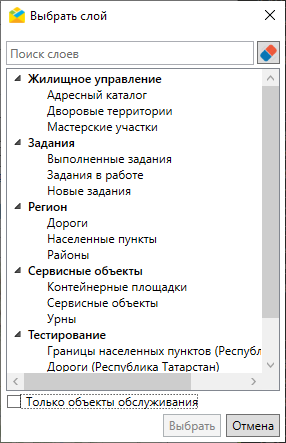 Выбрать слой
Поиск слоев
Жилищное управление
Адресный каталог
Дворовые территории
Мастерские участки
Задания
Выполненные задания
Задания в работе
Новые задания
Регион
Дороги
Населенные пункты
Районы
Сервисные объекты
Контейнерные площадки
Сервисные объекты
Урны
Тестирование
Границы населенных пунктов (Республ
Дороги (Республика Татарстан)
Только объекты обслуживания
Выбрать
Отмена